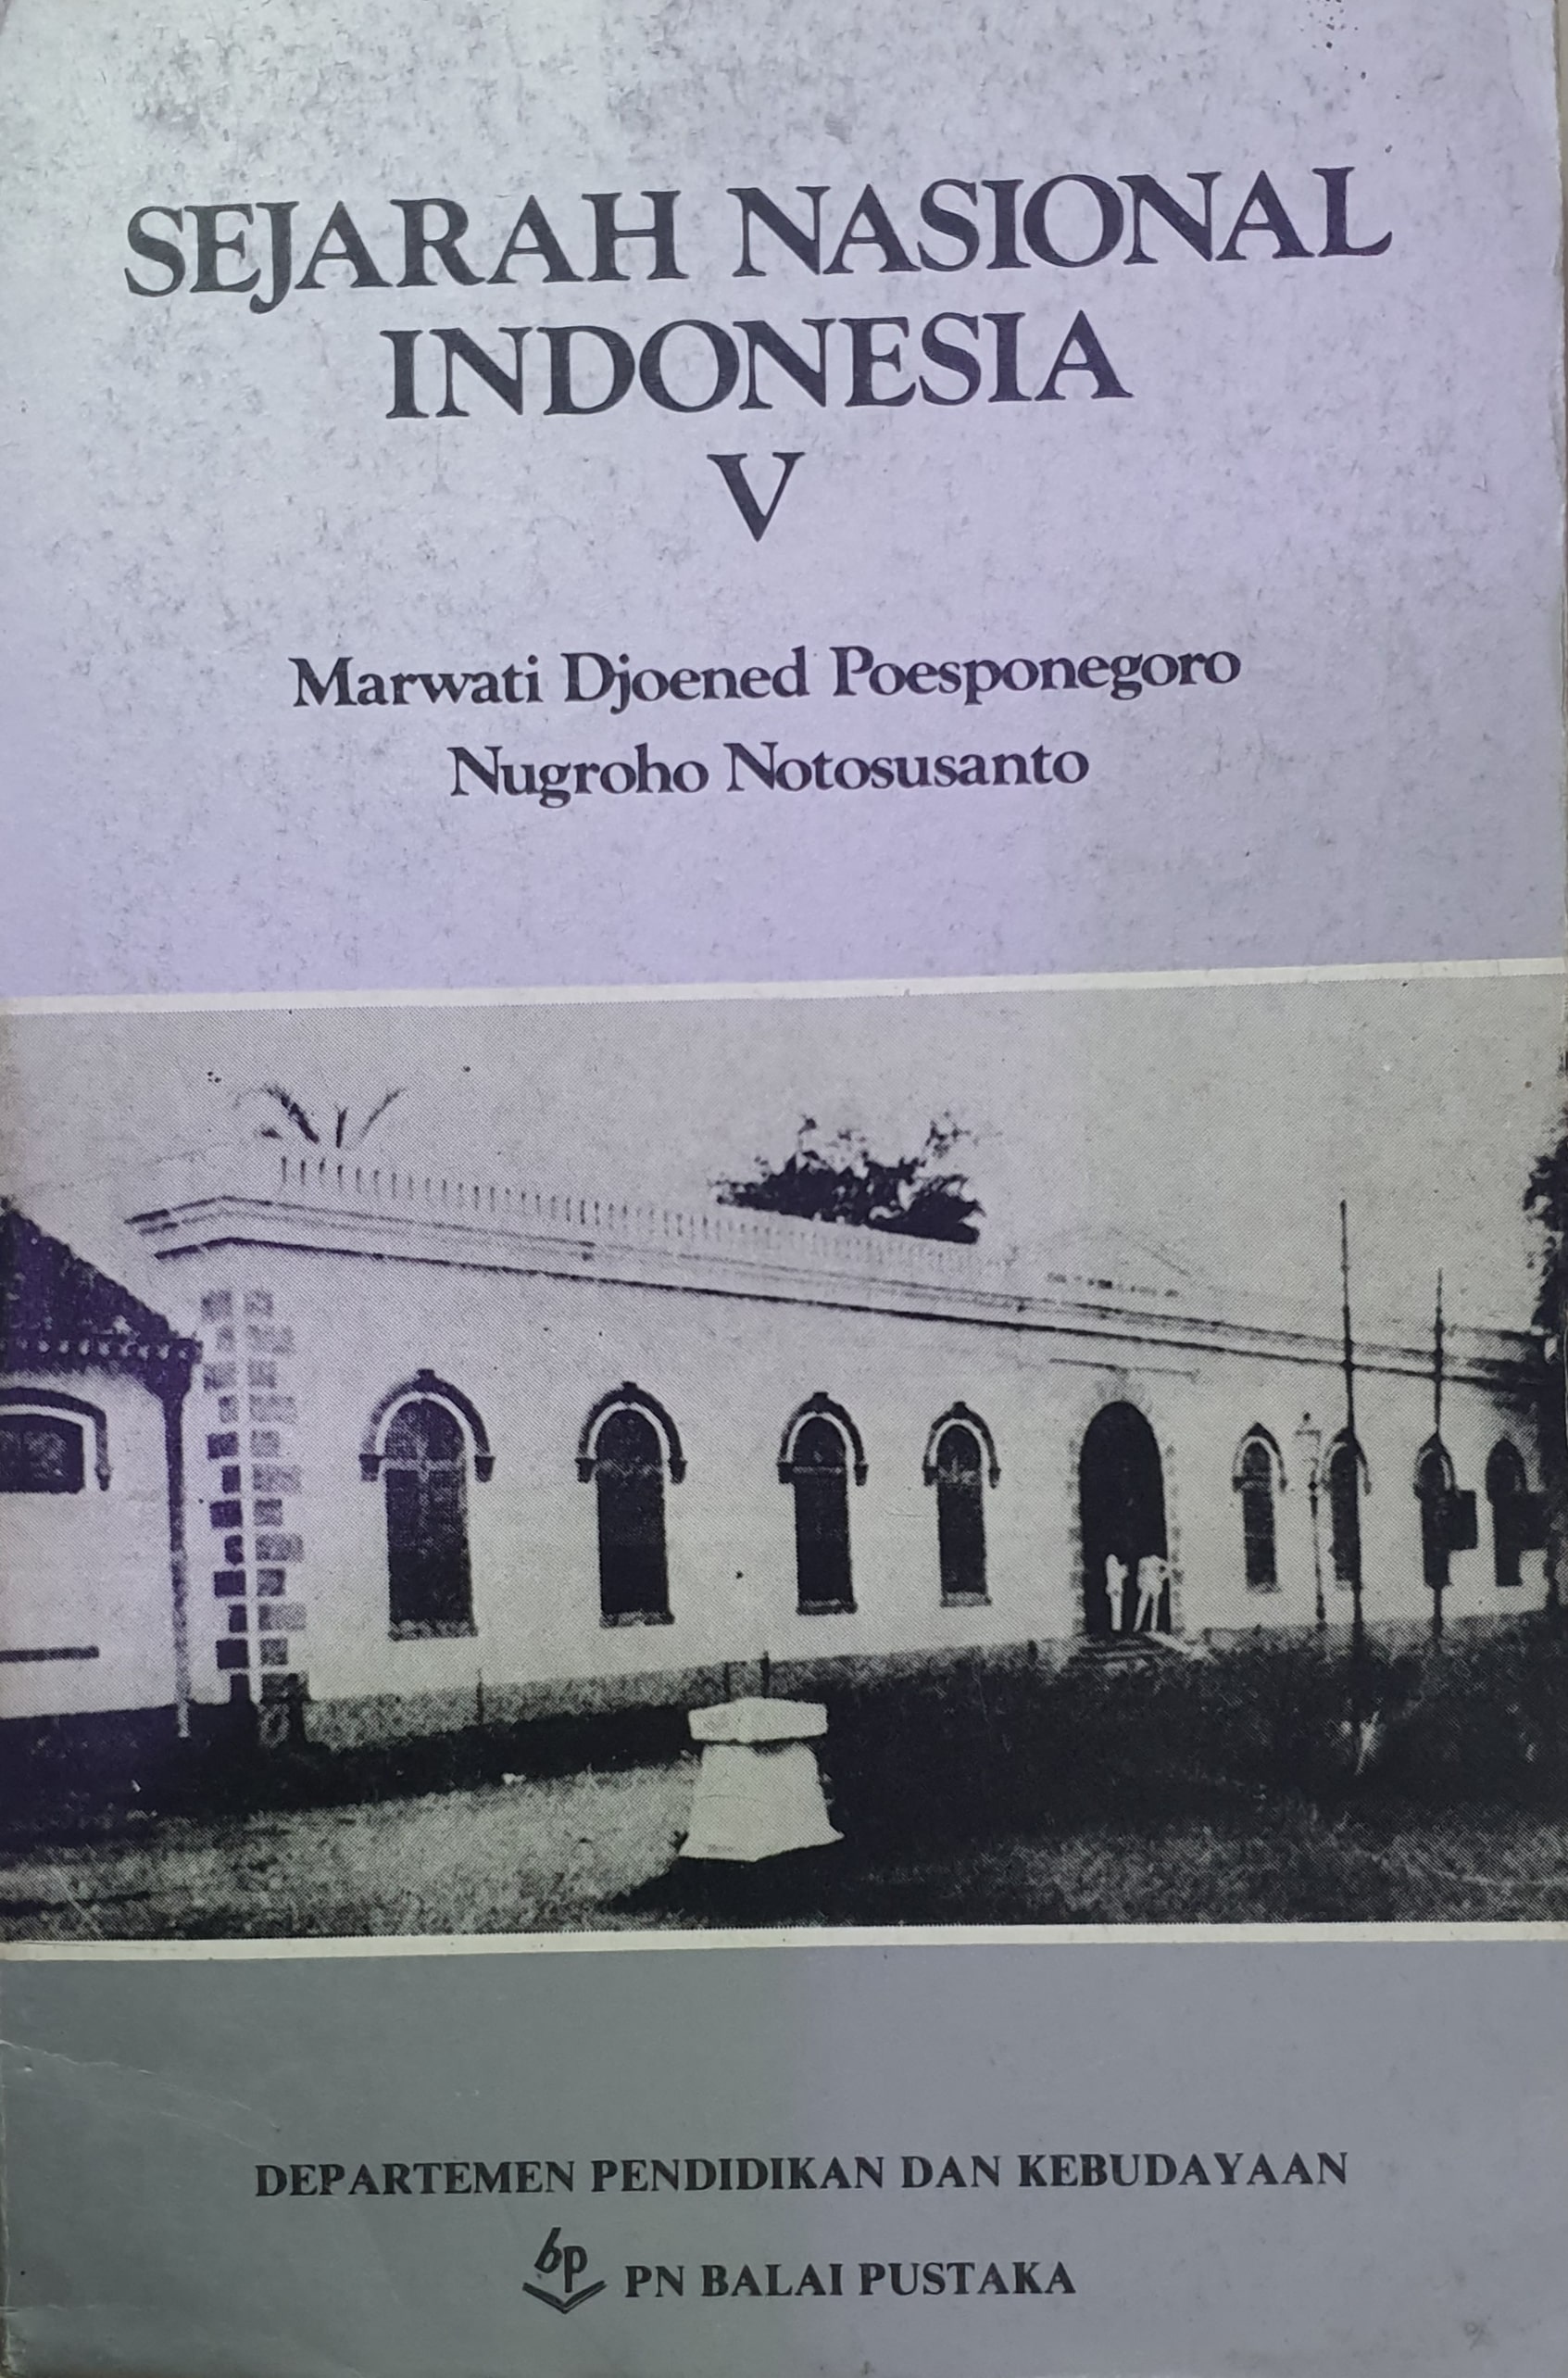 SEJARAH NASIONAL
INDONESIA
V
Marwati Djoened Poesponegoro
Nugroho Notosusanto
DEPARTEMEN PENDIDIKAN DAN KEBUDAYAAN
bp PN BALAI PUSTAKA